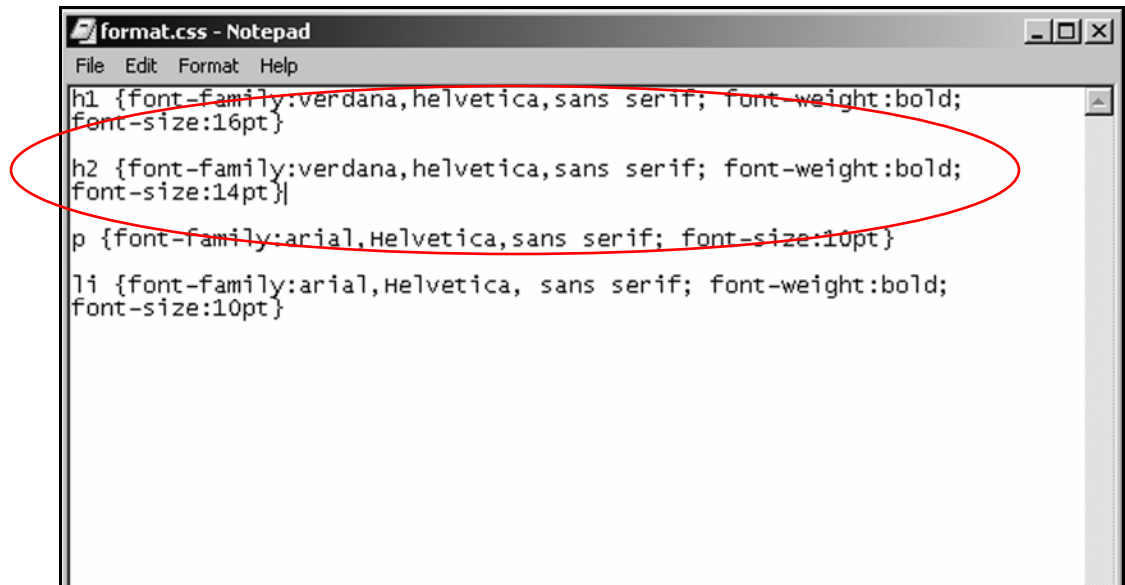 format.css - Notepad
File Edit Format Help
h1 {font-family:verdana,helvetica,sans serif; font-weight:bold;
font-size:16pt}
h2 {font-family:verdana,helvetica,sans serif; font-weight:bold;
font-size:14pt}
p {font-family:arial,Helvetica,sans serif; font-size:10pt}
li {font-family:arial,Helvetica, sans serif; font-weight:bold;
font-size:10pt}